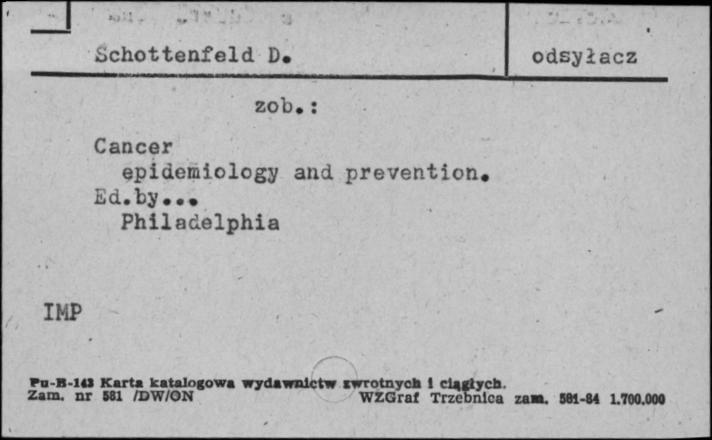 Schottenfeld D.
odsyłacz
zob.:
Cancer
epidemiology and prevention.
Ed.by...
Philadelphia
IMP
Pu-B-143 Karta katalogowa wydawnictw zwrotnych i ciągłych.
Zam. nr 581 /DW/ON WZGraf Trzebnica zam. 581-84 1.700.000